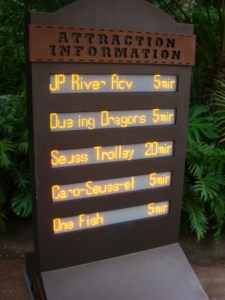 ATTRACTION
INFORMATION
JP River Adv 5min
Dueling Dragons 5min
Seuss Trolley 20min
Caro-Seuss-el 5min
One Fish 5min